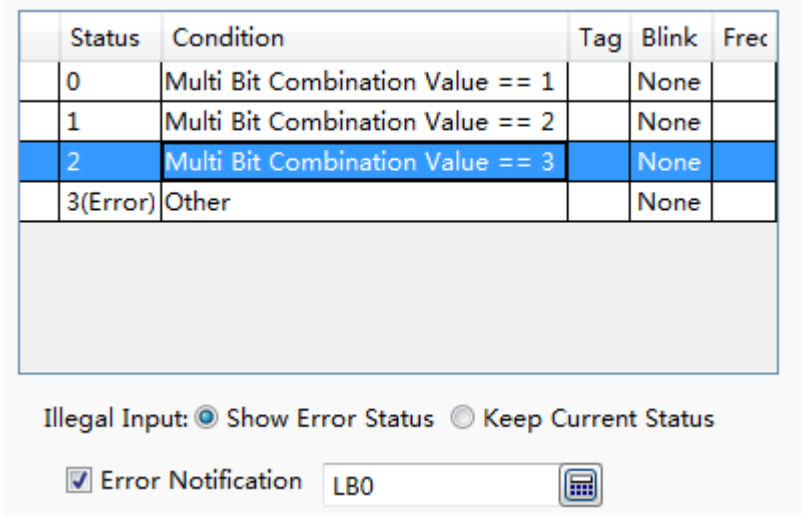 Status Condition Tag Blink Frec
0 Multi Bit Combination Value == 1 None
1 Multi Bit Combination Value == 2 None
2 Multi Bit Combination Value == 3 None
3(Error) Other None
Illegal Input: Show Error Status Keep Current Status
Error Notification LB0